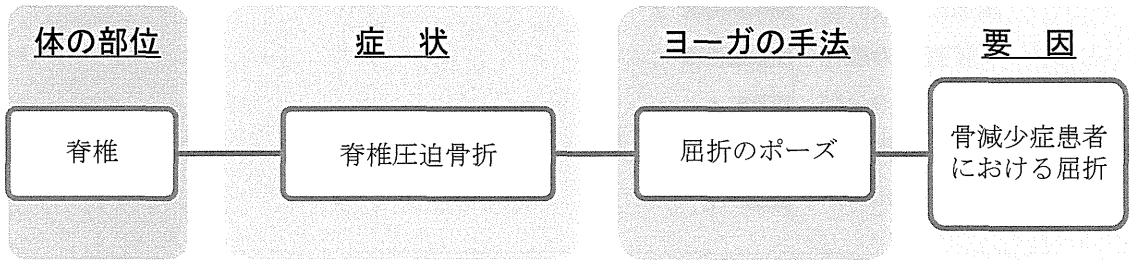 体の部位
症　状
ヨーガの手法
要　因
脊椎
脊椎圧迫骨折
屈折のポーズ
骨減少症患者
における屈折